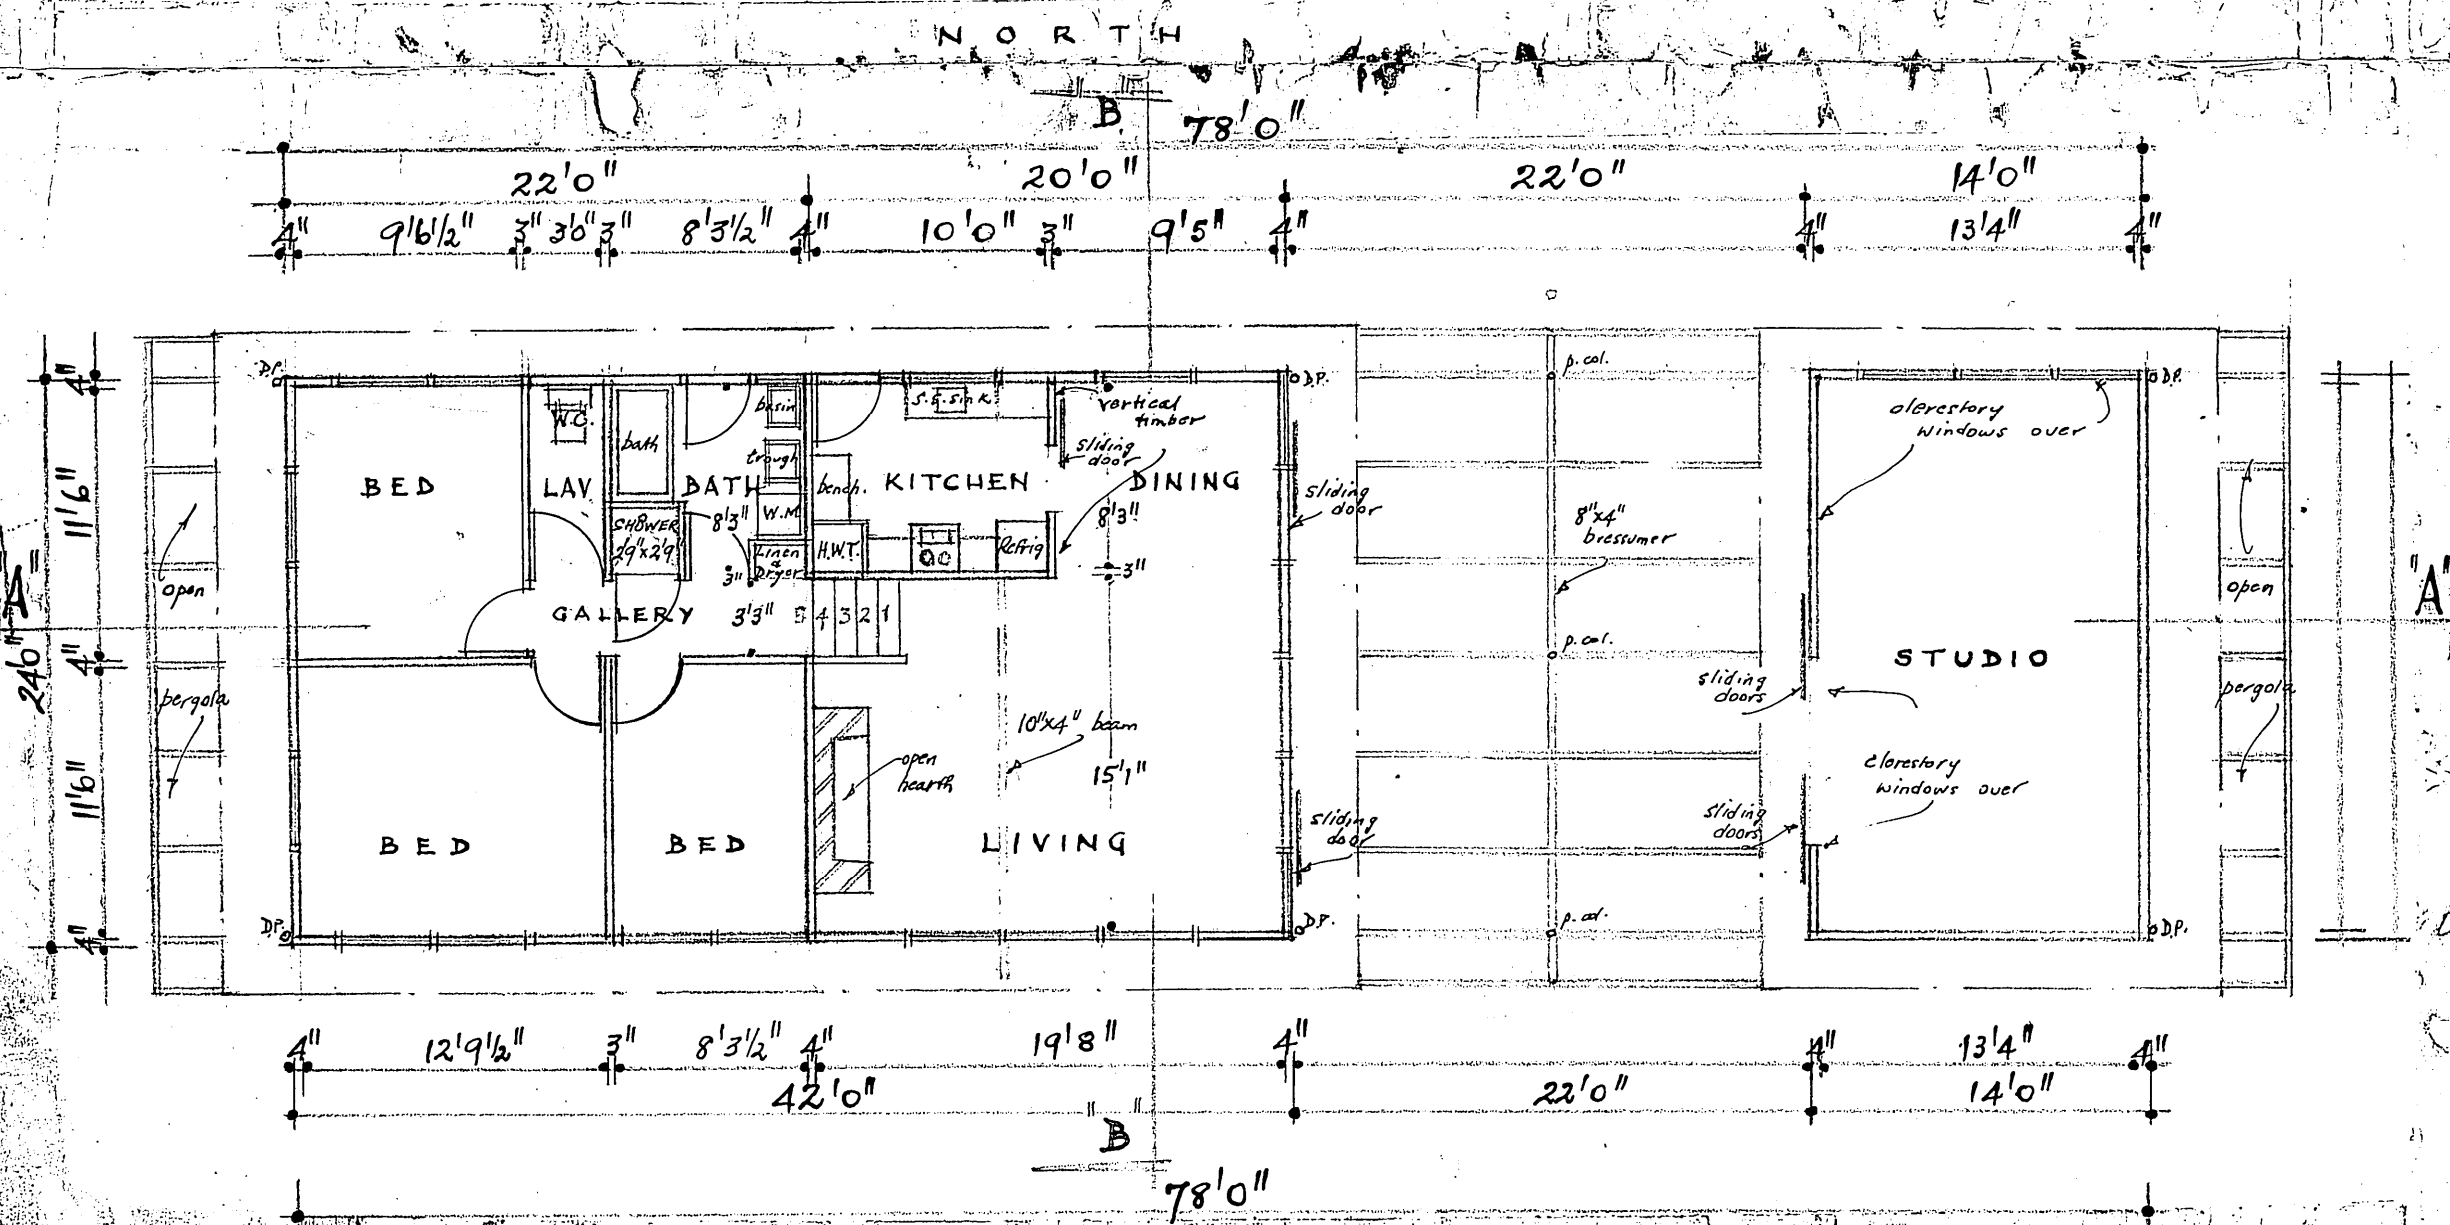 NORTH
B
78'0"
22'0" 20'0" 22'0" 14'0"
4" 9'6½" 3" 3'0" 3" 8'3½" 4" 10'0" 3" 9'5" 4" 4" 13'4" 4"
p.col.
D.P. D.P. D.P.
4"
W.C. basin S.S.sink vertical
timber
clerestory
windows over
bath trough sliding
door
BED LAV. BATH bench. KITCHEN DINING
sliding
door
11'6"
SHOWER
2'9"x2'9"
8'3" W.M. 8'3"
8"x4"
bressumer
Linen
&
Dryer
H.W.T. Refrig
3" 3"
"A" open open "A"
GALLERY 3'3" 5 4 3 2 1
p.col.
24'0" 4"
STUDIO
pergola pergola
sliding
doors
10"x4" beam
open
hearth
15'1"
clerestory
windows over
11'6"
sliding
door
sliding
doors
BED BED LIVING
p.col.
D.P. D.P. D.P.
4"
4" 12'9½" 3" 8'3½" 4" 19'8" 4" 4" 13'4" 4"
42'0" 22'0" 14'0"
"B"
78'0"